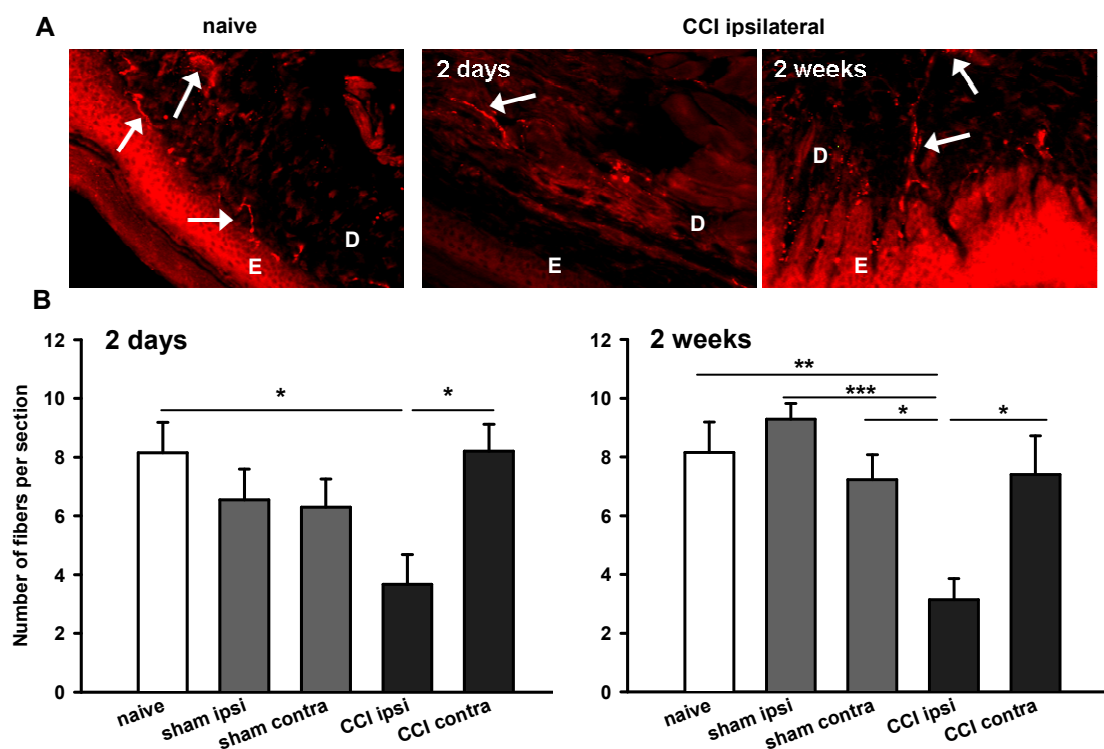 A
naive
CCI ipsilateral
2 days
2 weeks
D
E
D
E
D
E
B
2 days
Number of fibers per section
12
10
8
6
4
2
0
*
*
naive
sham ipsi
sham contra
CCI ipsi
CCI contra
2 weeks
12
10
8
6
4
2
0
**
***
*
*
naive
sham ipsi
sham contra
CCI ipsi
CCI contra